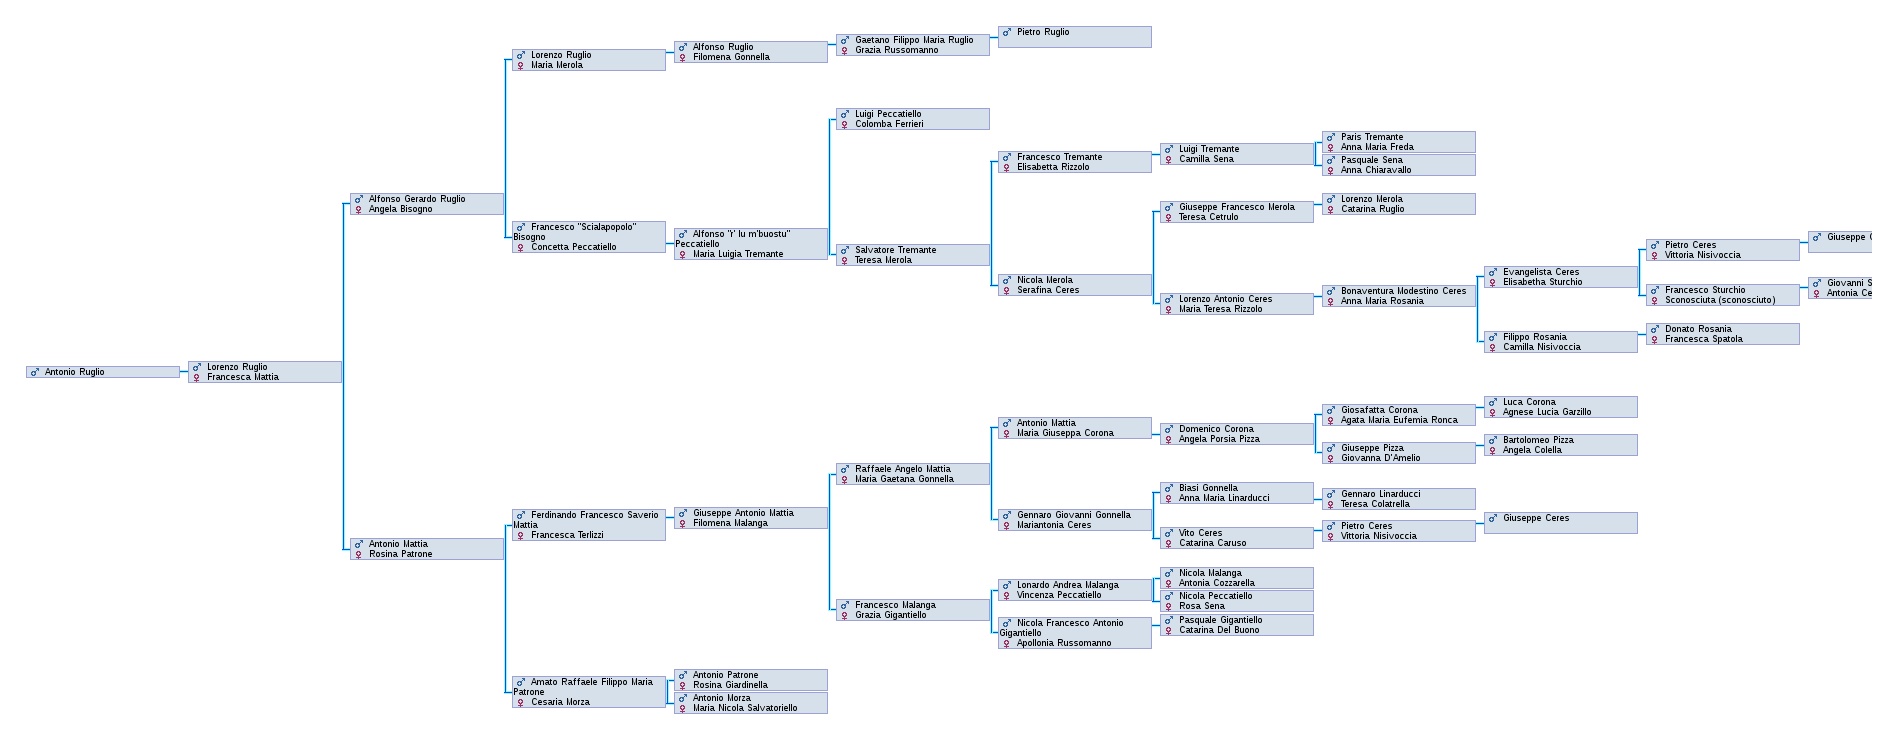 Antonio Ruglio
Lorenzo Ruglio
Francesca Mattia
Alfonso Gerardo Ruglio
Angela Bisogno
Antonio Mattia
Rosina Patrone
Lorenzo Ruglio
Maria Merola
Francesco "Scialapopolo"
Bisogno
Concetta Peccatiello
Ferdinando Francesco Saverio
Mattia
Francesca Terlizzi
Amato Raffaele Filippo Maria
Patrone
Cesaria Morza
Alfonso Ruglio
Filomena Gonnella
Alfonso "r' lu m'buostu"
Peccatiello
Maria Luigia Tremante
Giuseppe Antonio Mattia
Filomena Malanga
Antonio Patrone
Rosina Giardinella
Antonio Morza
Maria Nicola Salvatoriello
Gaetano Filippo Maria Ruglio
Grazia Russomanno
Luigi Peccatiello
Colomba Ferrieri
Salvatore Tremante
Teresa Merola
Raffaele Angelo Mattia
Maria Gaetana Gonnella
Francesco Malanga
Grazia Gigantiello
Pietro Ruglio
Francesco Tremante
Elisabetta Rizzolo
Nicola Merola
Serafina Ceres
Antonio Mattia
Maria Giuseppa Corona
Gennaro Giovanni Gonnella
Mariantonia Ceres
Lonardo Andrea Malanga
Vincenza Peccatiello
Nicola Francesco Antonio
Gigantiello
Apollonia Russomanno
Luigi Tremante
Camilla Sena
Giuseppe Francesco Merola
Teresa Cetrulo
Lorenzo Antonio Ceres
Maria Teresa Rizzolo
Domenico Corona
Angela Porsia Pizza
Biasi Gonnella
Anna Maria Linarducci
Vito Ceres
Catarina Caruso
Nicola Malanga
Antonia Cozzarella
Nicola Peccatiello
Rosa Sena
Pasquale Gigantiello
Catarina Del Buono
Paris Tremante
Anna Maria Freda
Pasquale Sena
Anna Chiaravallo
Lorenzo Merola
Catarina Ruglio
Bonaventura Modestino Ceres
Anna Maria Rosania
Giosafatta Corona
Agata Maria Eufemia Ronca
Giuseppe Pizza
Giovanna D'Amelio
Gennaro Linarducci
Teresa Colatrella
Pietro Ceres
Vittoria Nisivoccia
Evangelista Ceres
Elisabetha Sturchio
Filippo Rosania
Camilla Nisivoccia
Luca Corona
Agnese Lucia Garzillo
Bartolomeo Pizza
Angela Colella
Giuseppe Ceres
Pietro Ceres
Vittoria Nisivoccia
Francesco Sturchio
Sconosciuta (sconosciuto)
Donato Rosania
Francesca Spatola
Giuseppe
Giovanni S
Antonia Ce